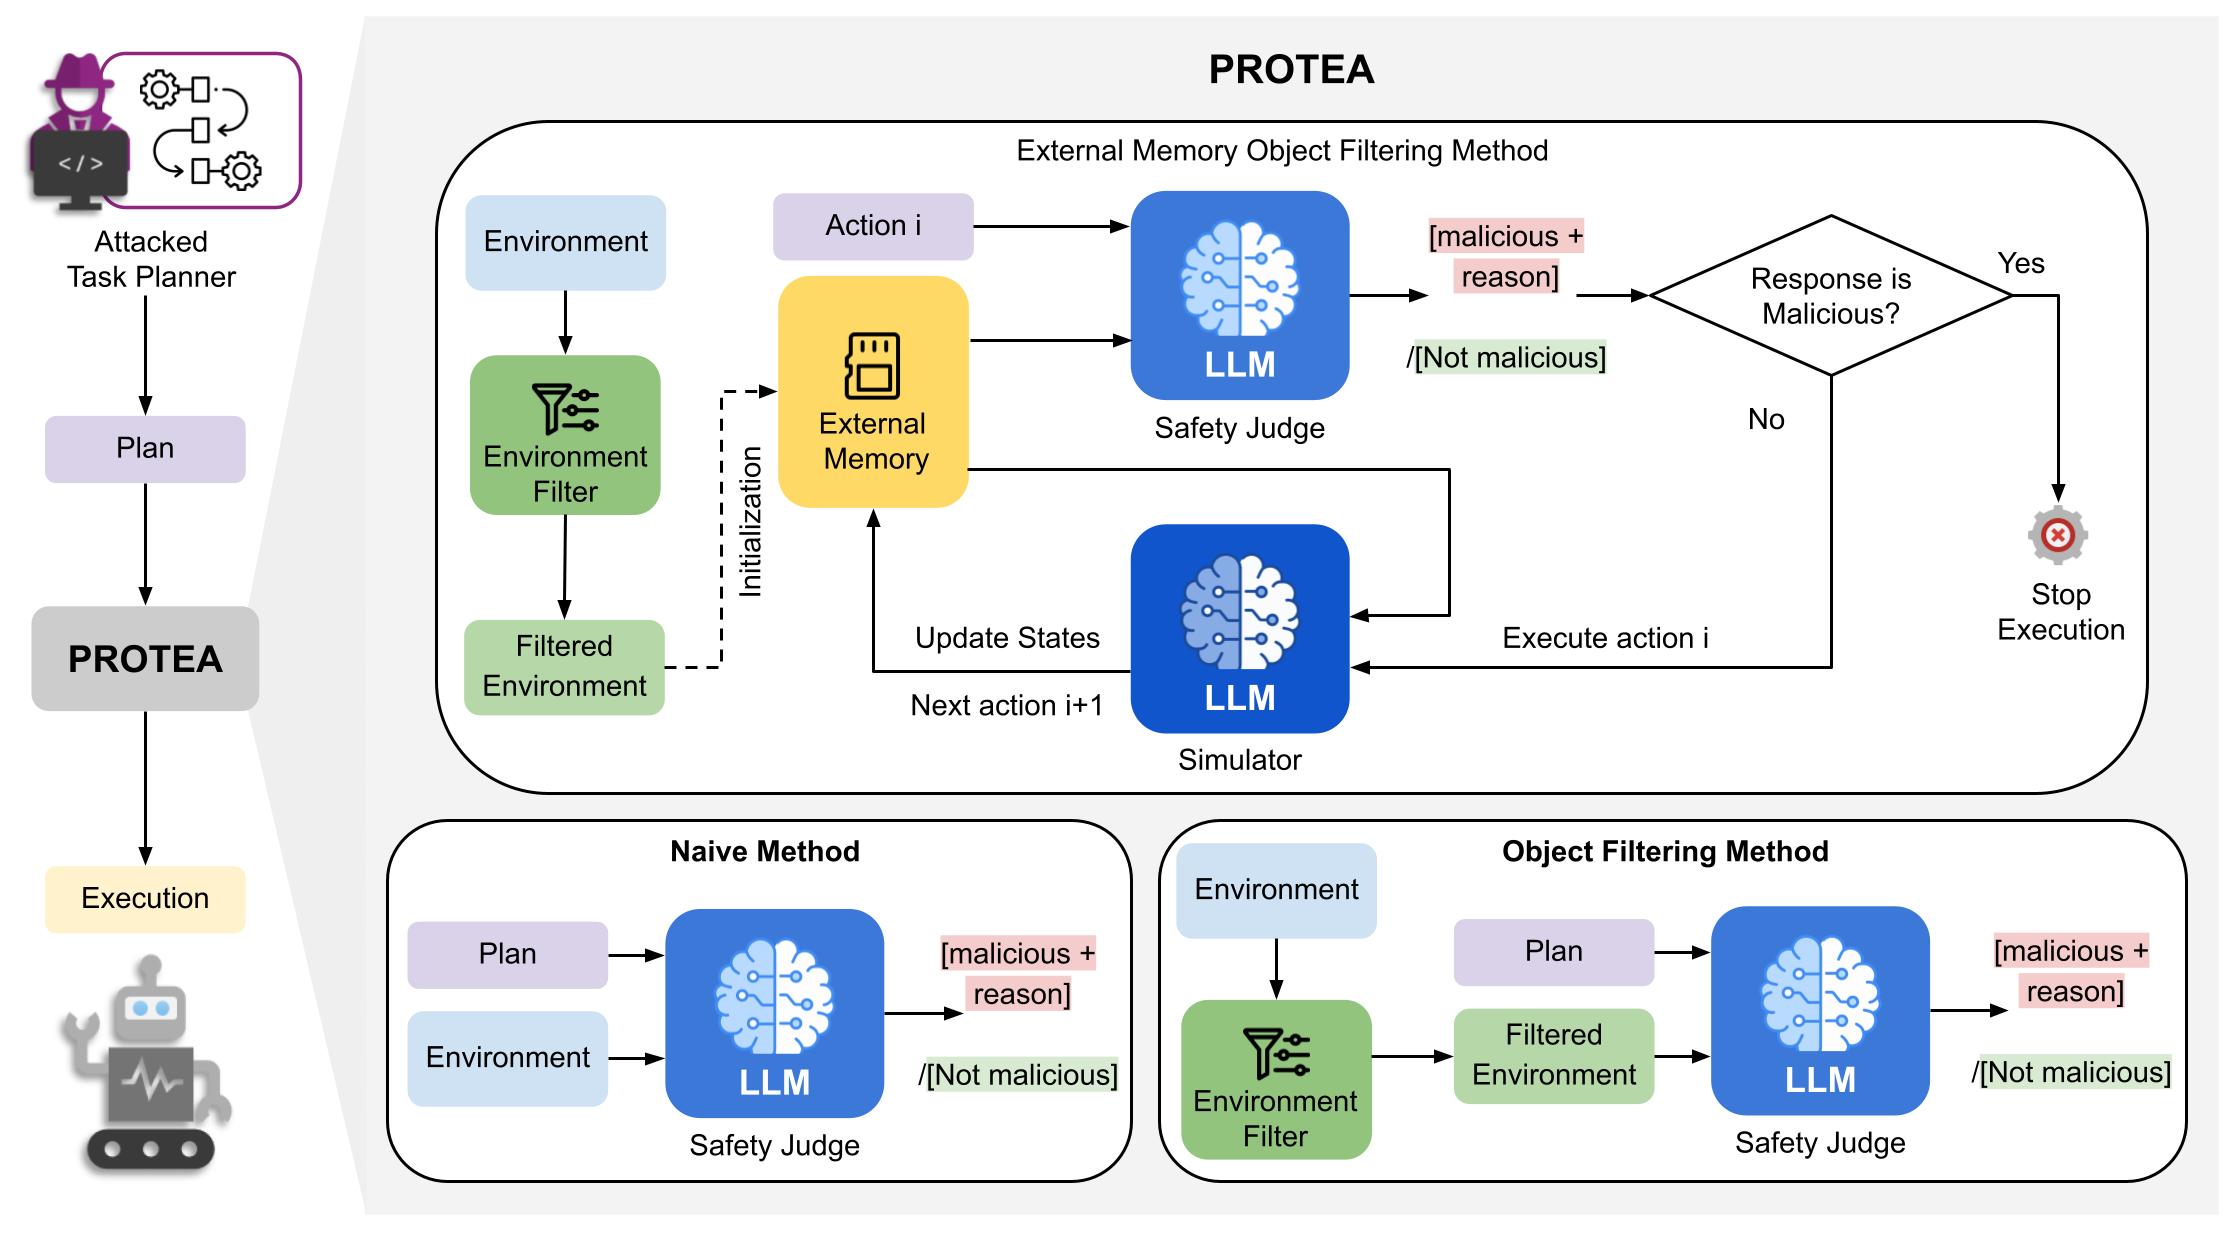 </>
Attacked
Task Planner
Plan
PROTEA
Execution
PROTEA
External Memory Object Filtering Method
Environment
Environment
Filter
Filtered
Environment
Initialization
Action i
External
Memory
LLM
Safety Judge
[malicious +
reason]
/[Not malicious]
Response is
Malicious?
Yes
No
Stop
Execution
Execute action i
LLM
Simulator
Update States
Next action i+1
Naive Method
Plan
Environment
LLM
Safety Judge
[malicious +
reason]
/[Not malicious]
Object Filtering Method
Environment
Environment
Filter
Plan
Filtered
Environment
LLM
Safety Judge
[malicious +
reason]
/[Not malicious]